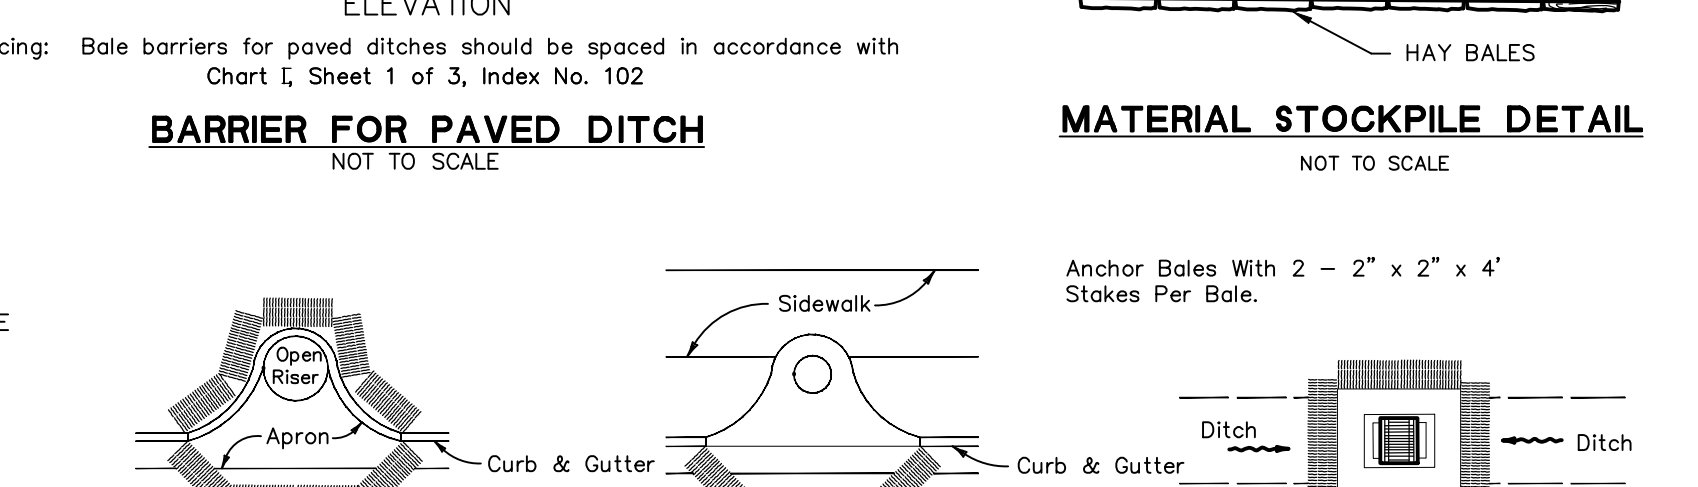 ELEVATION
cing: Bale barriers for paved ditches should be spaced in accordance with
Chart I, Sheet 1 of 3, Index No. 102
BARRIER FOR PAVED DITCH
NOT TO SCALE
HAY BALES
MATERIAL STOCKPILE DETAIL
NOT TO SCALE
E
Open
Riser
Apron
Curb & Gutter
Sidewalk
Curb & Gutter
Anchor Bales With 2 – 2" x 2" x 4'
Stakes Per Bale.
Ditch
Ditch